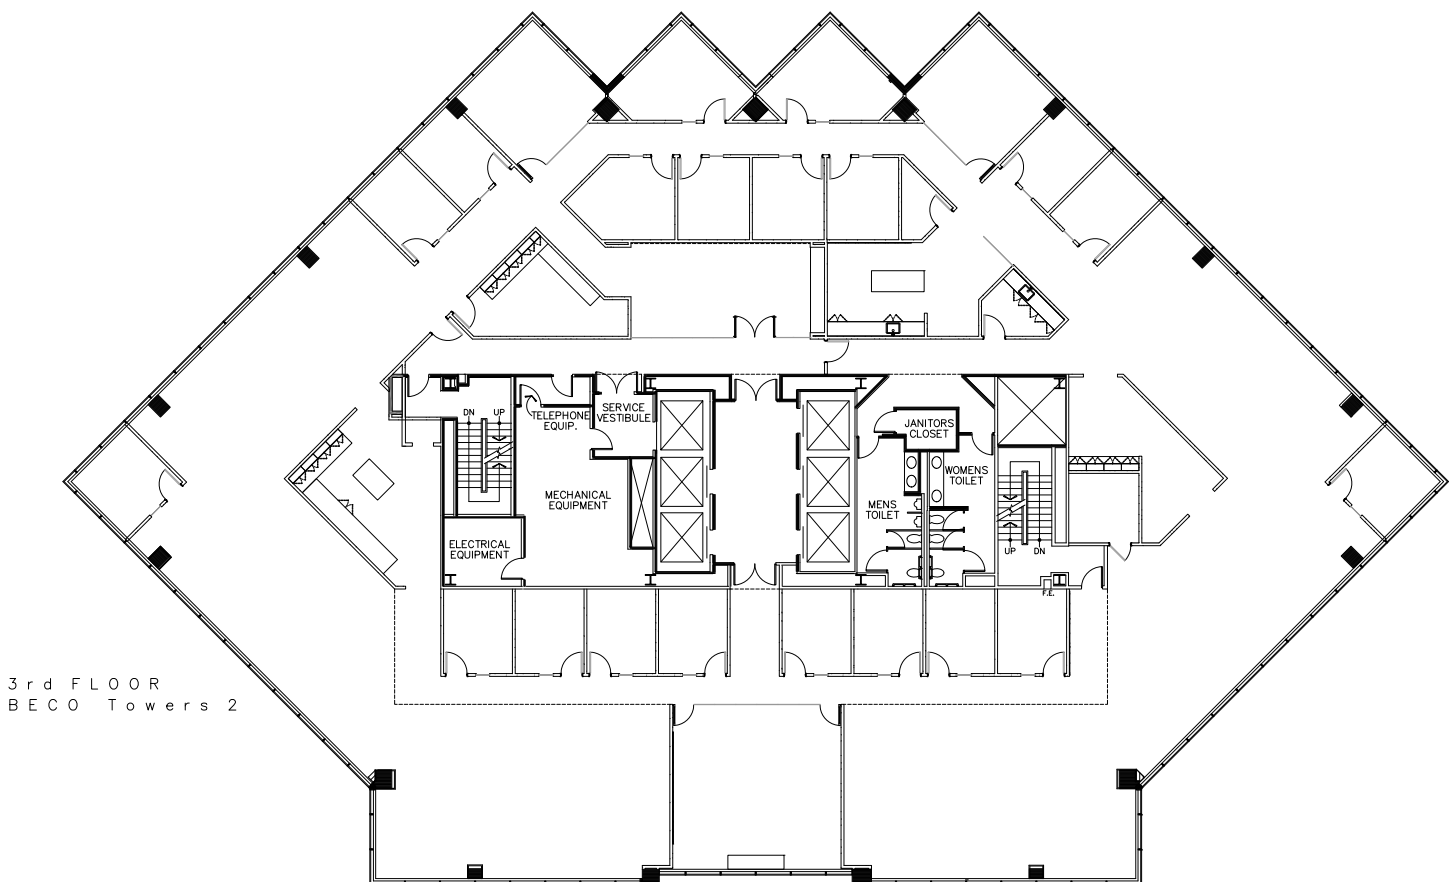 DN
UP
TELEPHONE
EQUIP.
SERVICE
VESTIBULE
JANITORS
CLOSET
WOMENS
TOILET
MECHANICAL
EQUIPMENT
MENS
TOILET
ELECTRICAL
EQUIPMENT
UP
DN
F.E.
3rd FLOOR
BECO Towers 2